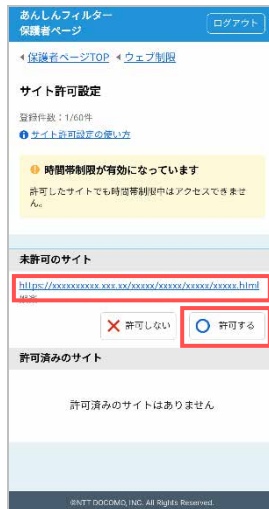 あんしんフィルター
保護者ページ
ログアウト
保護者ページTOP ウェブ制限
サイト許可設定
登録件数：1/60件
サイト許可設定の使い方
時間帯制限が有効になっています
許可したサイトでも時間帯制限中はアクセスできませ
ん。
未許可のサイト
https://xxxxxxxxxx.xxx.xx/xxxxx/xxxxx/xxxxx/xxxxx.html
許可しない 許可する
許可済みのサイト
許可済みのサイトはありません
©NTT DOCOMO, INC. All Rights Reserved.